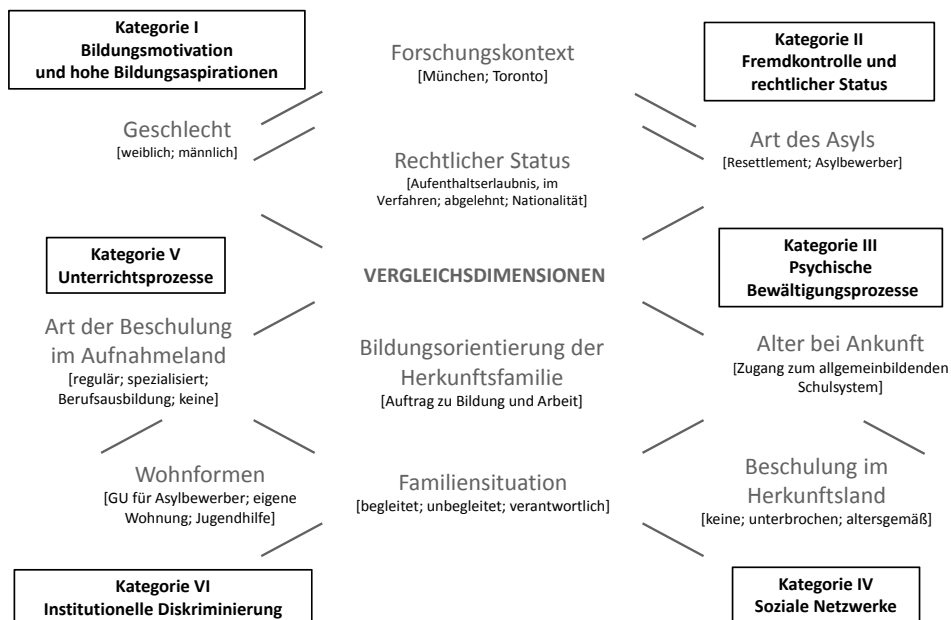 Kategorie I
Bildungsmotivation
und hohe Bildungsaspirationen
Forschungskontext
[München; Toronto]
Kategorie II
Fremdkontrolle und
rechtlicher Status
Geschlecht
[weiblich; männlich]
Rechtlicher Status
[Aufenthaltserlaubnis, im
Verfahren; abgelehnt; Nationalität]
Art des Asyls
[Resettlement; Asylbewerber]
Kategorie V
Unterrichtsprozesse
VERGLEICHSDIMENSIONEN
Kategorie III
Psychische
Bewältigungsprozesse
Art der Beschulung
im Aufnahmeland
[regulär; spezialisiert;
Berufsausbildung; keine]
Bildungsorientierung der
Herkunftsfamilie
[Auftrag zu Bildung und Arbeit]
Alter bei Ankunft
[Zugang zum allgemeinbildenden
Schulsystem]
Wohnformen
[GU für Asylbewerber; eigene
Wohnung; Jugendhilfe]
Familiensituation
[begleitet; unbegleitet; verantwortlich]
Beschulung im
Herkunftsland
[keine; unterbrochen; altersgemäß]
Kategorie VI
Institutionelle Diskriminierung
Kategorie IV
Soziale Netzwerke